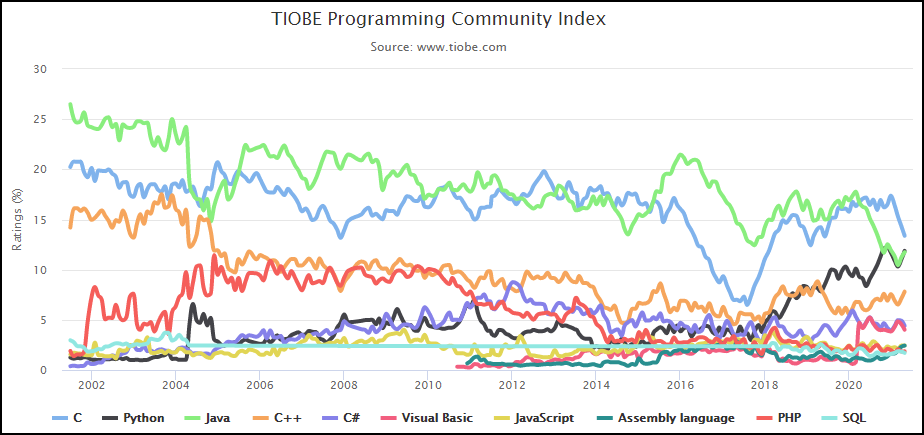 TIOBE Programming Community Index
Source: www.tiobe.com
Ratings (%)
30
25
20
15
10
5
0
2002 2004 2006 2008 2010 2012 2014 2016 2018 2020
C Python Java C++ C# Visual Basic JavaScript Assembly language PHP SQL